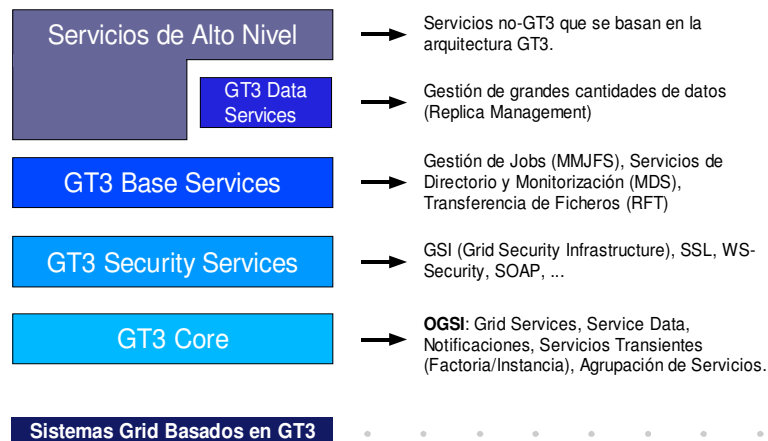 Servicios de Alto Nivel
Servicios no-GT3 que se basan en la
arquitectura GT3.
GT3 Data
Services
Gestión de grandes cantidades de datos
(Replica Management)
GT3 Base Services
Gestión de Jobs (MMJFS), Servicios de
Directorio y Monitorización (MDS),
Transferencia de Ficheros (RFT)
GT3 Security Services
GSI (Grid Security Infrastructure), SSL, WS-
Security, SOAP, ...
GT3 Core
OGSI: Grid Services, Service Data,
Notificaciones, Servicios Transientes
(Factoria/Instancia), Agrupación de Servicios.
Sistemas Grid Basados en GT3